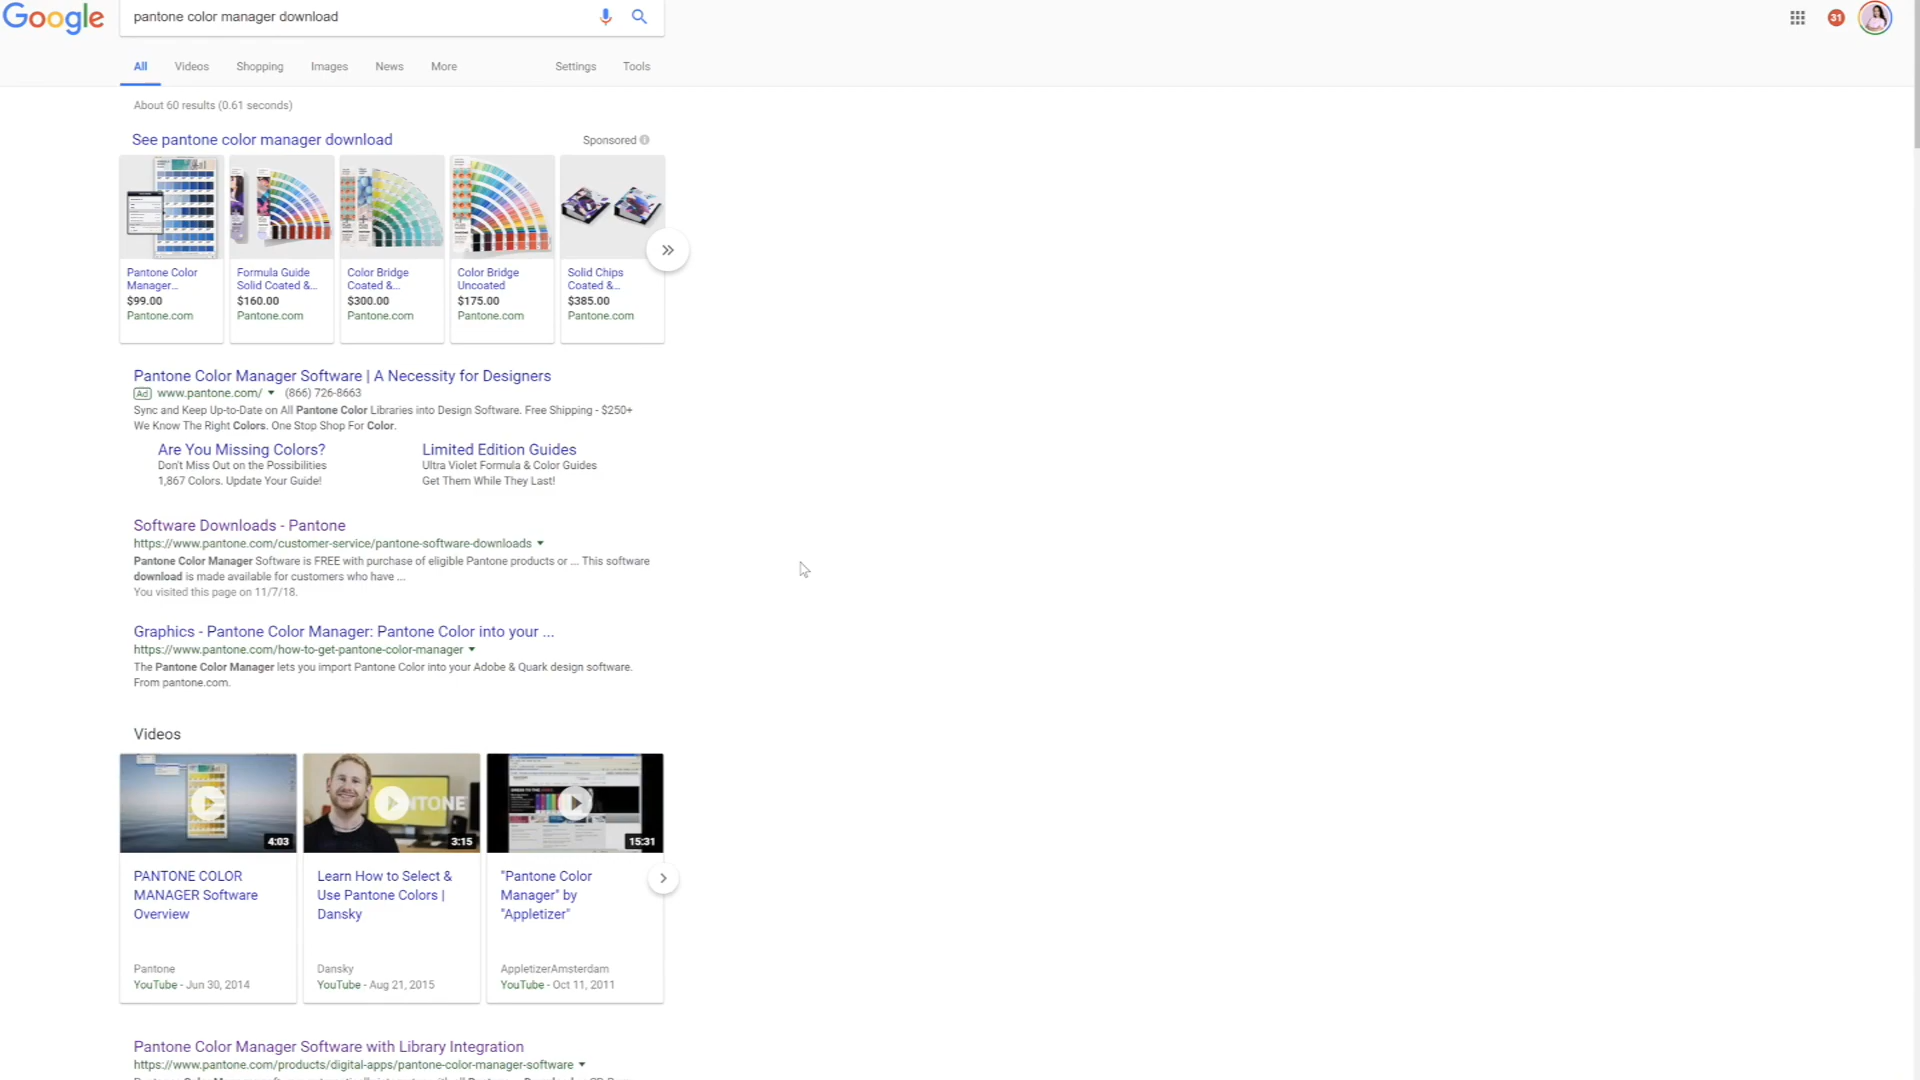 Google
pantone color manager download
31
All Videos Shopping Images News More Settings Tools
About 60 results (0.61 seconds)
See pantone color manager download
Sponsored
Pantone Color
Manager...
$99.00
Pantone.com
Formula Guide
Solid Coated &...
$160.00
Pantone.com
Color Bridge
Coated &...
$300.00
Pantone.com
Color Bridge
Uncoated
$175.00
Pantone.com
Solid Chips
Coated &...
$385.00
Pantone.com
Pantone Color Manager Software | A Necessity for Designers
Ad www.pantone.com/ (866) 726-8663
Sync and Keep Up-to-Date on All Pantone Color Libraries into Design Software. Free Shipping - $250+
We Know The Right Colors. One Stop Shop For Color.
Are You Missing Colors?
Don't Miss Out on the Possibilities
1,867 Colors. Update Your Guide!
Limited Edition Guides
Ultra Violet Formula & Color Guides
Get Them While They Last!
Software Downloads - Pantone
https://www.pantone.com/customer-service/pantone-software-downloads
Pantone Color Manager Software is FREE with purchase of eligible Pantone products or ... This software
download is made available for customers who have ...
You visited this page on 11/7/18.
Graphics - Pantone Color Manager: Pantone Color into your ...
https://www.pantone.com/how-to-get-pantone-color-manager
The Pantone Color Manager lets you import Pantone Color into your Adobe & Quark design software.
From pantone.com.
Videos
4:03
PANTONE COLOR
MANAGER Software
Overview
Pantone
YouTube - Jun 30, 2014
NTONE
3:15
Learn How to Select &
Use Pantone Colors |
Dansky
Dansky
YouTube - Aug 21, 2015
15:31
"Pantone Color
Manager" by
"Appletizer"
AppletizerAmsterdam
YouTube - Oct 11, 2011
Pantone Color Manager Software with Library Integration
https://www.pantone.com/products/digital-apps/pantone-color-manager-software